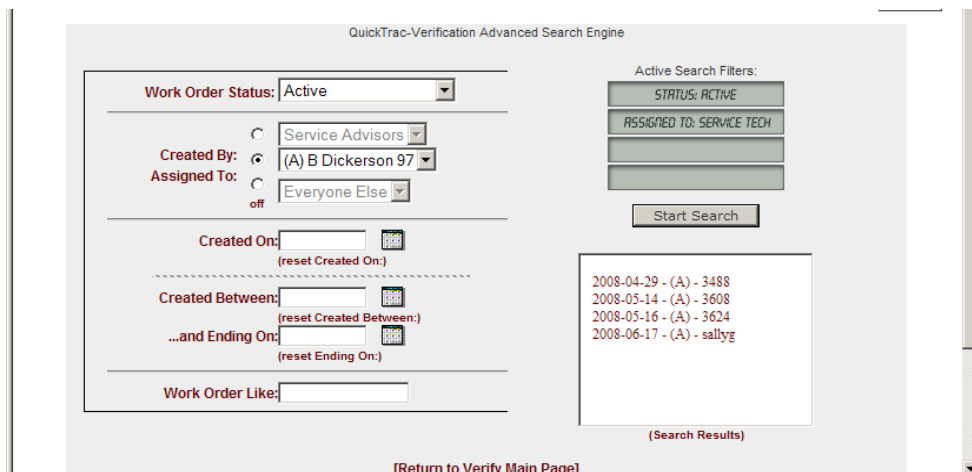 QuickTrac-Verification Advanced Search Engine
Work Order Status: Active
Created By:
Assigned To:
Service Advisors
(A) B Dickerson 97
Everyone Else
off
Created On:
(reset Created On:)
Created Between:
(reset Created Between:)
...and Ending On:
(reset Ending On:)
Work Order Like:
Active Search Filters:
STATUS: ACTIVE
ASSIGNED TO: SERVICE TECH
Start Search
2008-04-29 - (A) - 3488
2008-05-14 - (A) - 3608
2008-05-16 - (A) - 3624
2008-06-17 - (A) - sallyg
(Search Results)
[Return to Verify Main Page]